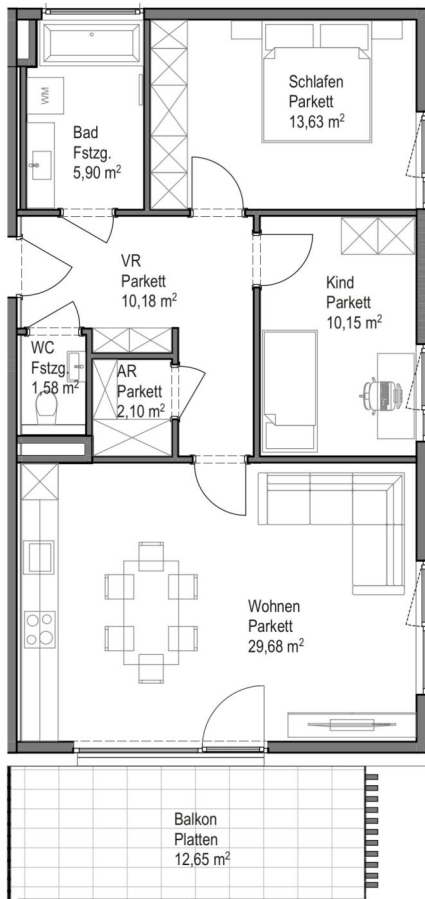 Schlafen
Parkett
13,63 m²
WM
Bad
Fstzg.
5,90 m²
VR
Parkett
10,18 m²
Kind
Parkett
10,15 m²
WC
Fstzg.
1,58 m²
AR
Parkett
2,10 m²
Wohnen
Parkett
29,68 m²
Balkon
Platten
12,65 m²